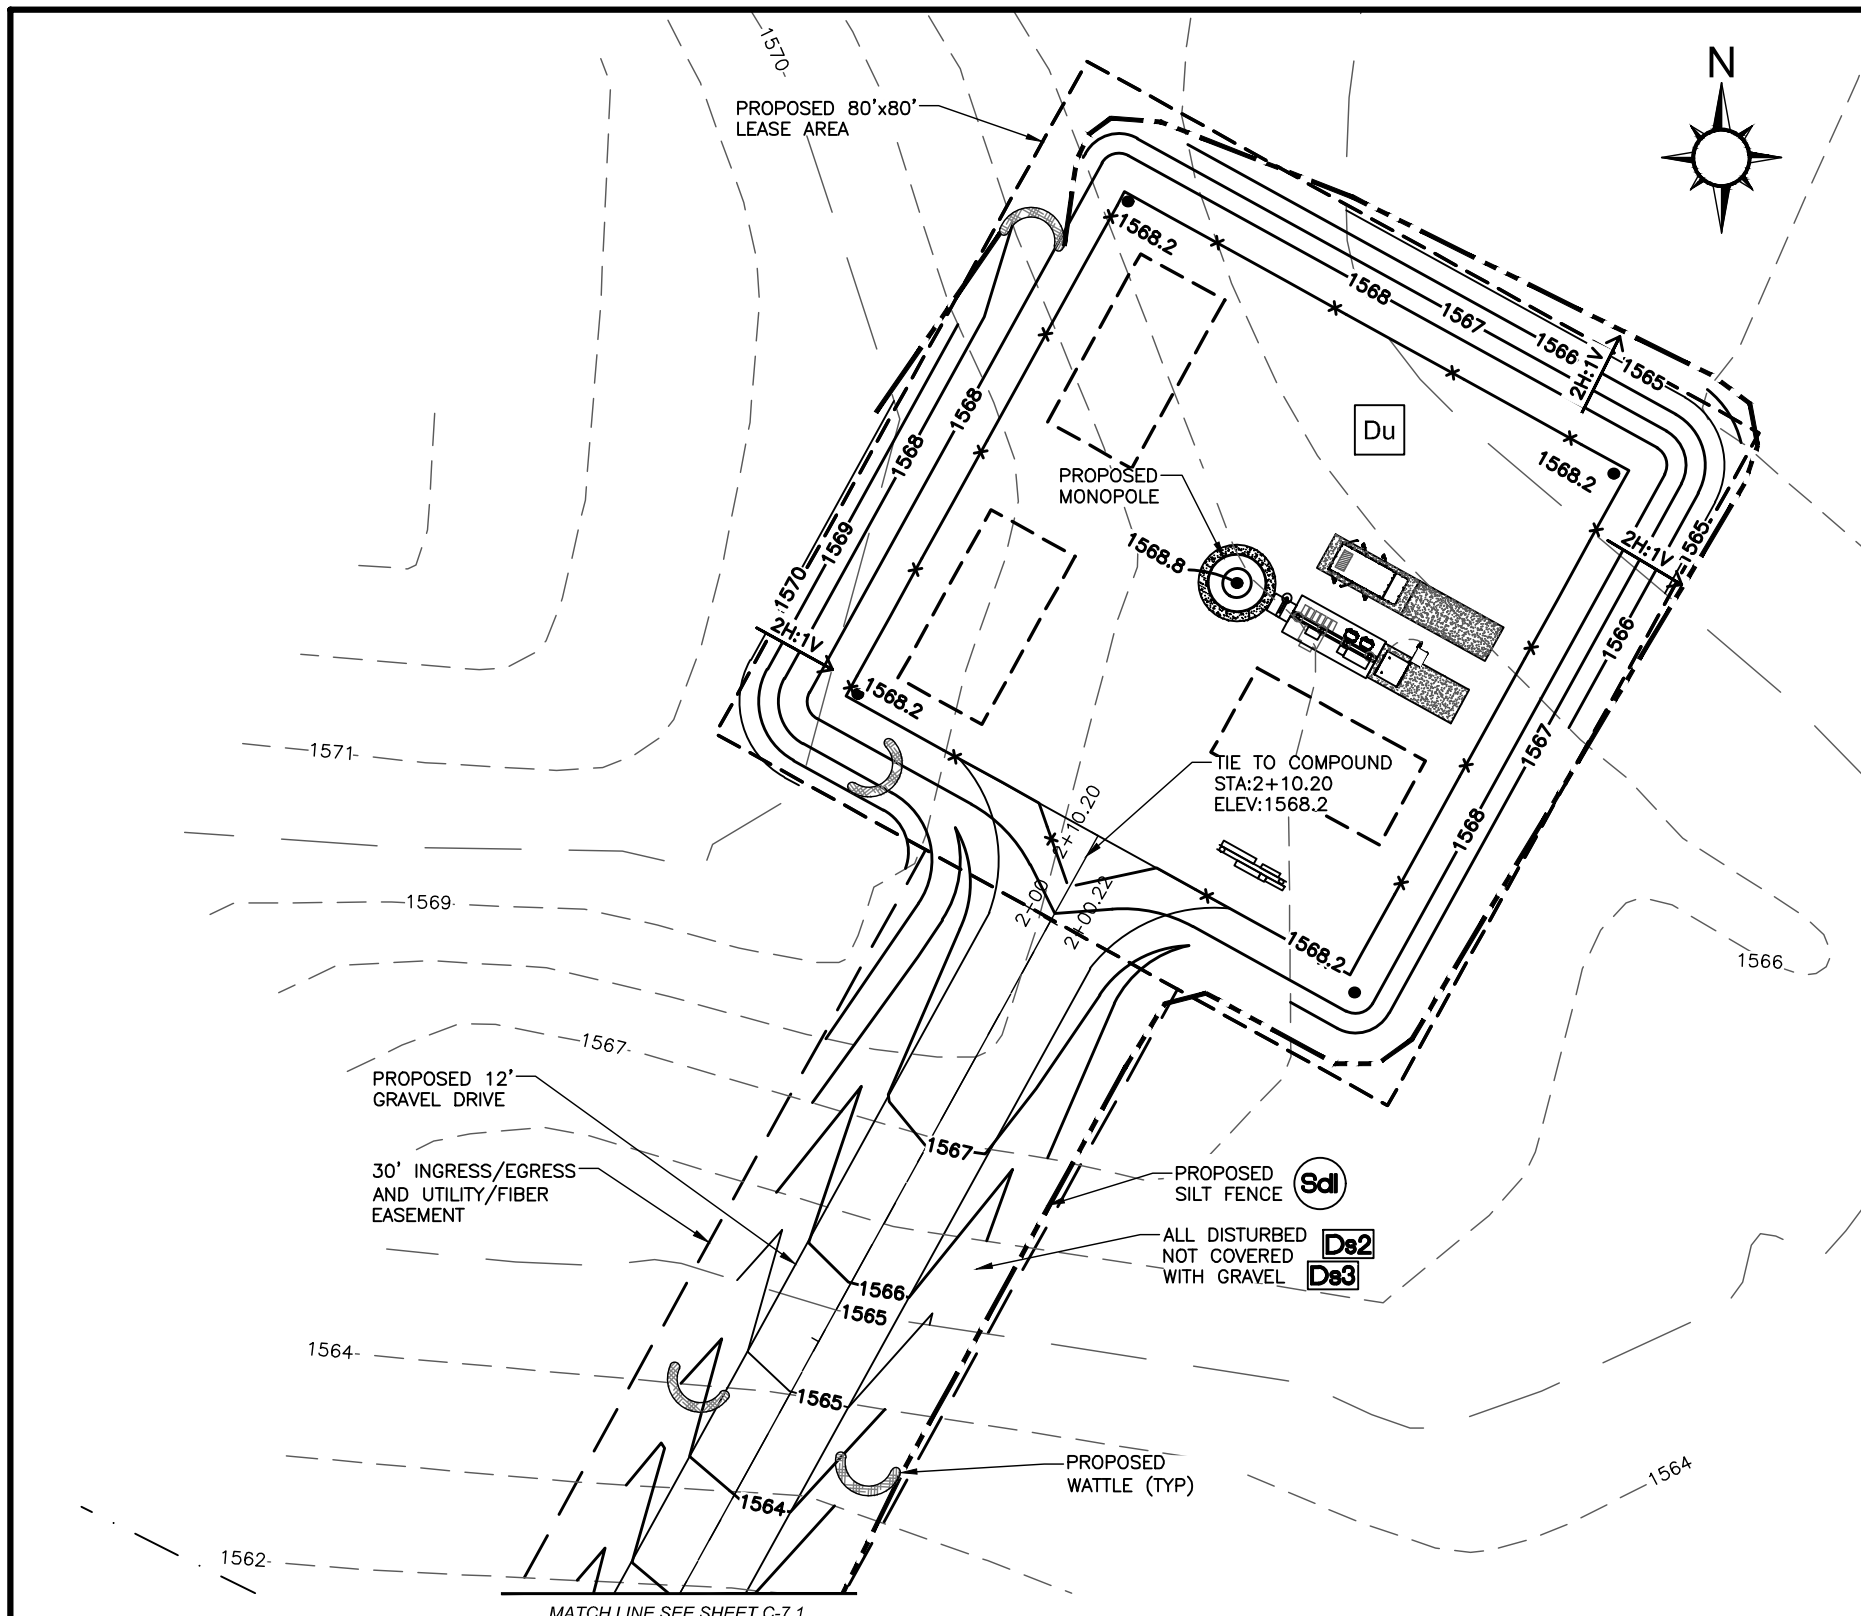 1570
N
PROPOSED 80'x80'
LEASE AREA
1568.2
1568
1567
1566
1565
2H:1V
1568
1568
1569
1570
2H:1V
Du
1568.2
PROPOSED
MONOPOLE
1568.8
2H:1V
1565
1566
1567
1568
1568.2
1571
TIE TO COMPOUND
STA:2+10.20
ELEV:1568.2
2+10.20
2+00
2+00.22
1568.2
1569
1566
1567
PROPOSED 12'
GRAVEL DRIVE
1567
30' INGRESS/EGRESS
AND UTILITY/FIBER
EASEMENT
PROPOSED
SILT FENCE
Sd1
ALL DISTURBED
NOT COVERED
WITH GRAVEL
Ds2
Ds3
1566
1565
1564
1565
PROPOSED
WATTLE (TYP)
1564
1564
1562
MATCH LINE SEE SHEET C-7.1